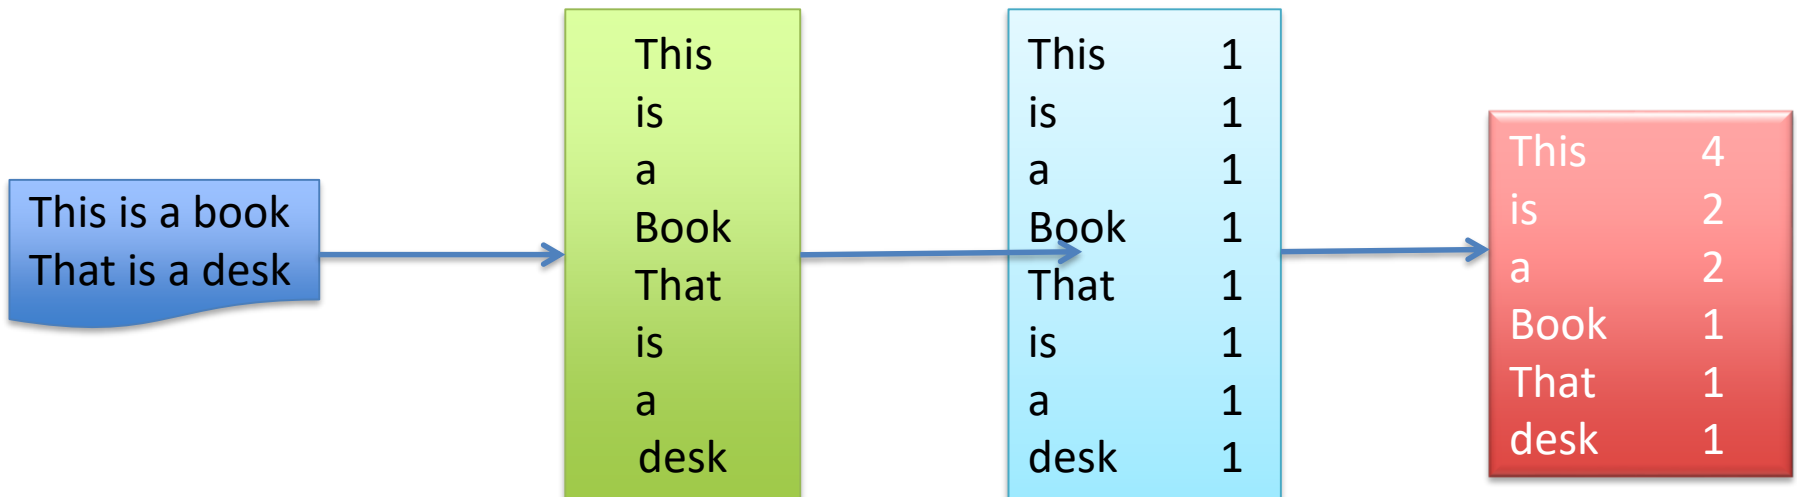 This is a book
That is a desk
This
is
a
Book
That
is
a
desk
This 1
is 1
a 1
Book 1
That 1
is 1
a 1
desk 1
This 4
is 2
a 2
Book 1
That 1
desk 1